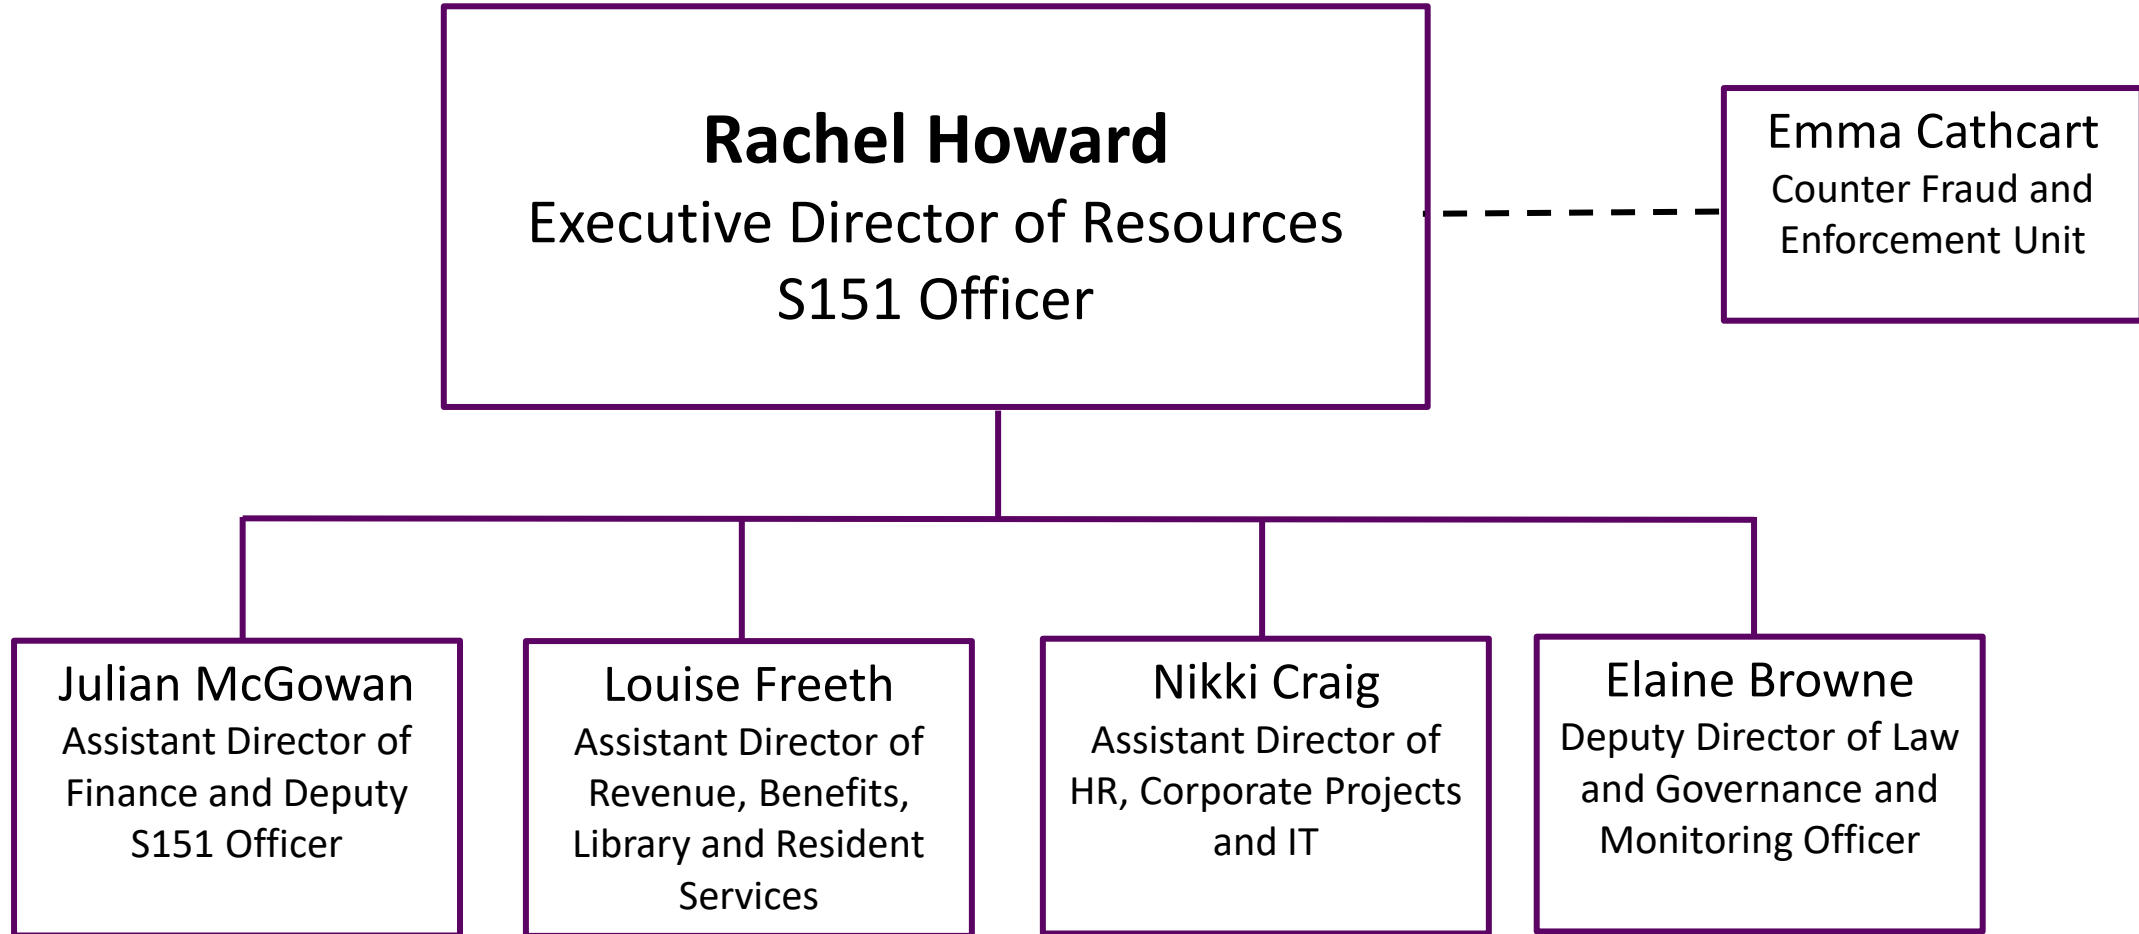 Rachel Howard
Executive Director of Resources
S151 Officer
Emma Cathcart
Counter Fraud and
Enforcement Unit
Julian McGowan
Assistant Director of
Finance and Deputy
S151 Officer
Louise Freeth
Assistant Director of
Revenue, Benefits,
Library and Resident
Services
Nikki Craig
Assistant Director of
HR, Corporate Projects
and IT
Elaine Browne
Deputy Director of Law
and Governance and
Monitoring Officer